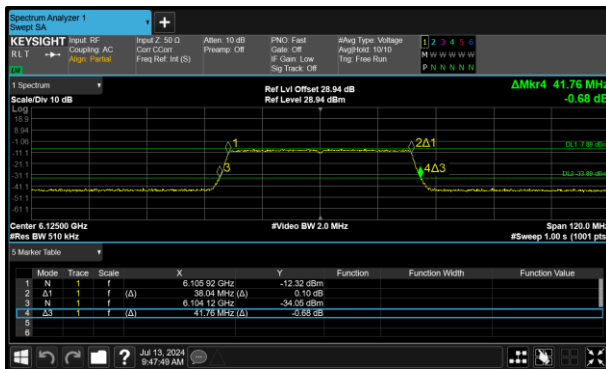 Spectrum Analyzer 1
Swept SA
KEYSIGHT
RLT
Input: RF
Coupling: AC
Align: Partial
Input Z: 50 Ω
Corr CCorr
Freq Ref: Int (S)
Atten: 10 dB
Preamp: Off
PNO: Fast
Gate: Off
IF Gain: Low
Sig Track: Off
#Avg Type: Voltage
Avg|Hold: 10/10
Trig: Free Run
1 2 3 4 5 6
M W W W W W
P N N N N N
1 Spectrum
Scale/Div 10 dB
Ref Lvl Offset 28.94 dB
Ref Level 28.94 dBm
ΔMkr4 41.76 MHz
-0.68 dB
Log
18.9
8.94
-1.06
-11.1
-21.1
-31.1
-41.1
-51.1
-61.1
1
2Δ1
3
4Δ3
DL1 -7.89 dBm
DL2 -33.89 dBm
Center 6.12500 GHz
#Res BW 510 kHz
#Video BW 2.0 MHz
Span 120.0 MHz
#Sweep 1.00 s (1001 pts)
5 Marker Table
Mode Trace Scale X Y Function Function Width Function Value
1 N 1 f 6.105 92 GHz -12.32 dBm
2 Δ1 1 f (Δ) 38.04 MHz (Δ) 0.10 dB
3 N 1 f 6.104 12 GHz -34.05 dBm
4 Δ3 1 f (Δ) 41.76 MHz (Δ) -0.68 dB
5
6
?
Jul 13, 2024
9:47:49 AM